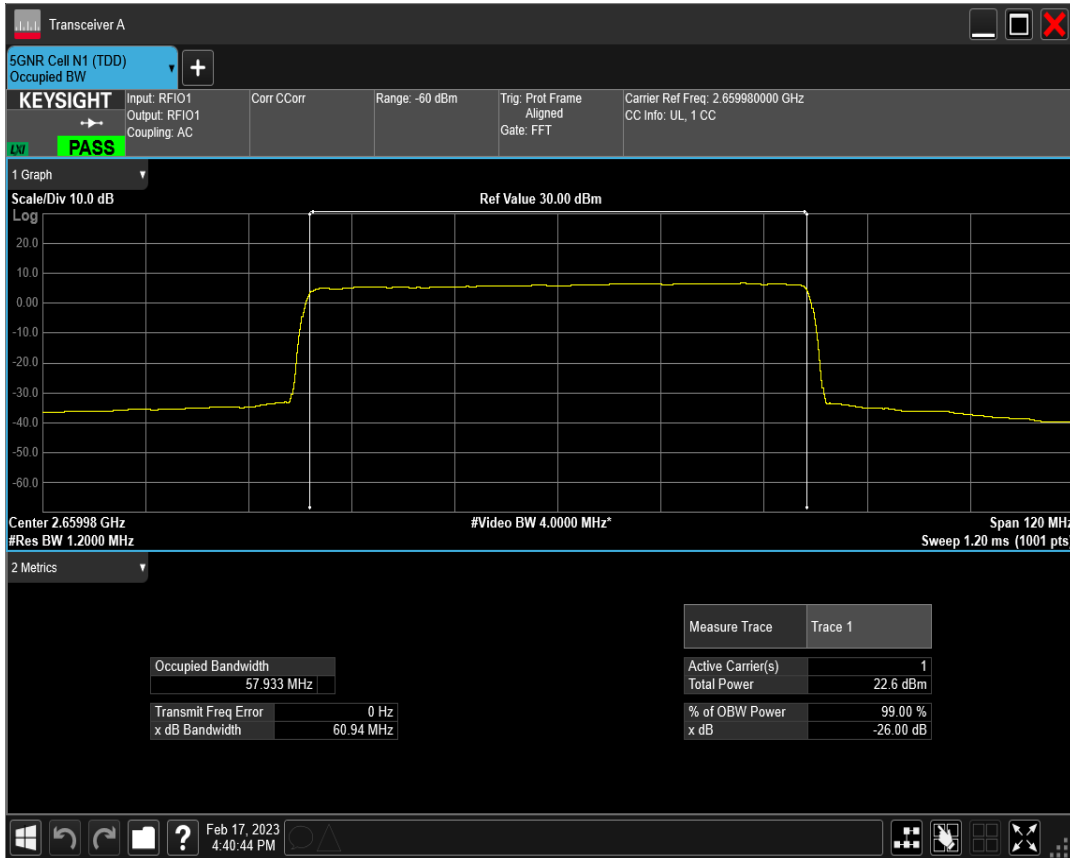 Transceiver A
5GNR Cell N1 (TDD)
Occupied BW
+
KEYSIGHT
LXI
PASS
Input: RFIO1
Output: RFIO1
Coupling: AC
Corr CCorr
Range: -60 dBm
Trig: Prot Frame
Aligned
Gate: FFT
Carrier Ref Freq: 2.659980000 GHz
CC Info: UL, 1 CC
1 Graph
Scale/Div 10.0 dB
Ref Value 30.00 dBm
Log
20.0
10.0
0.00
-10.0
-20.0
-30.0
-40.0
-50.0
-60.0
Center 2.65998 GHz
#Video BW 4.0000 MHz*
Span 120 MHz
#Res BW 1.2000 MHz
Sweep 1.20 ms (1001 pts)
2 Metrics
Measure Trace Trace 1
Occupied Bandwidth
57.933 MHz
Active Carrier(s) 1
Total Power 22.6 dBm
Transmit Freq Error 0 Hz
x dB Bandwidth 60.94 MHz
% of OBW Power 99.00 %
x dB -26.00 dB
?
Feb 17, 2023
4:40:44 PM